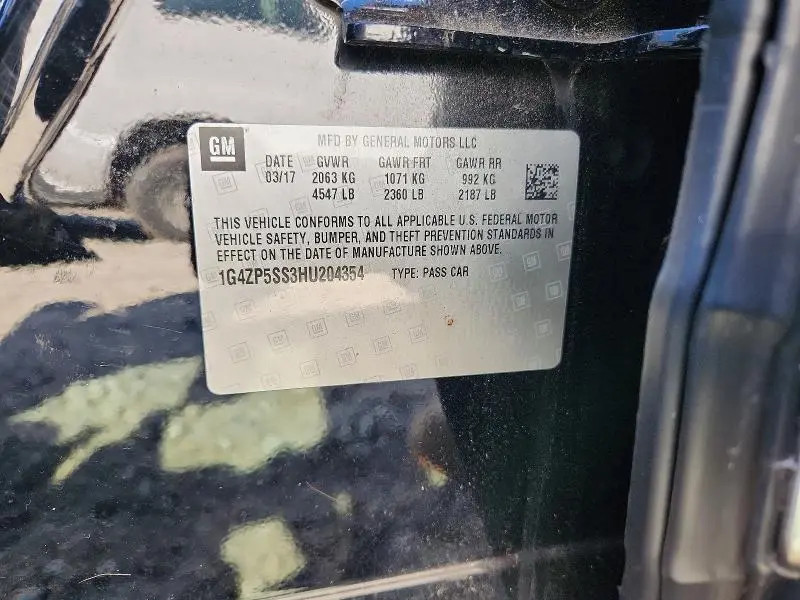 GM
MFD BY GENERAL MOTORS LLC
DATE GVWR GAWR FRT GAWR RR
03/17 2063 KG 1071 KG 992 KG
4547 LB 2360 LB 2187 LB
THIS VEHICLE CONFORMS TO ALL APPLICABLE U.S. FEDERAL MOTOR
VEHICLE SAFETY, BUMPER, AND THEFT PREVENTION STANDARDS IN
EFFECT ON THE DATE OF MANUFACTURE SHOWN ABOVE.
1G4ZP5SS3HU204354 TYPE: PASS CAR